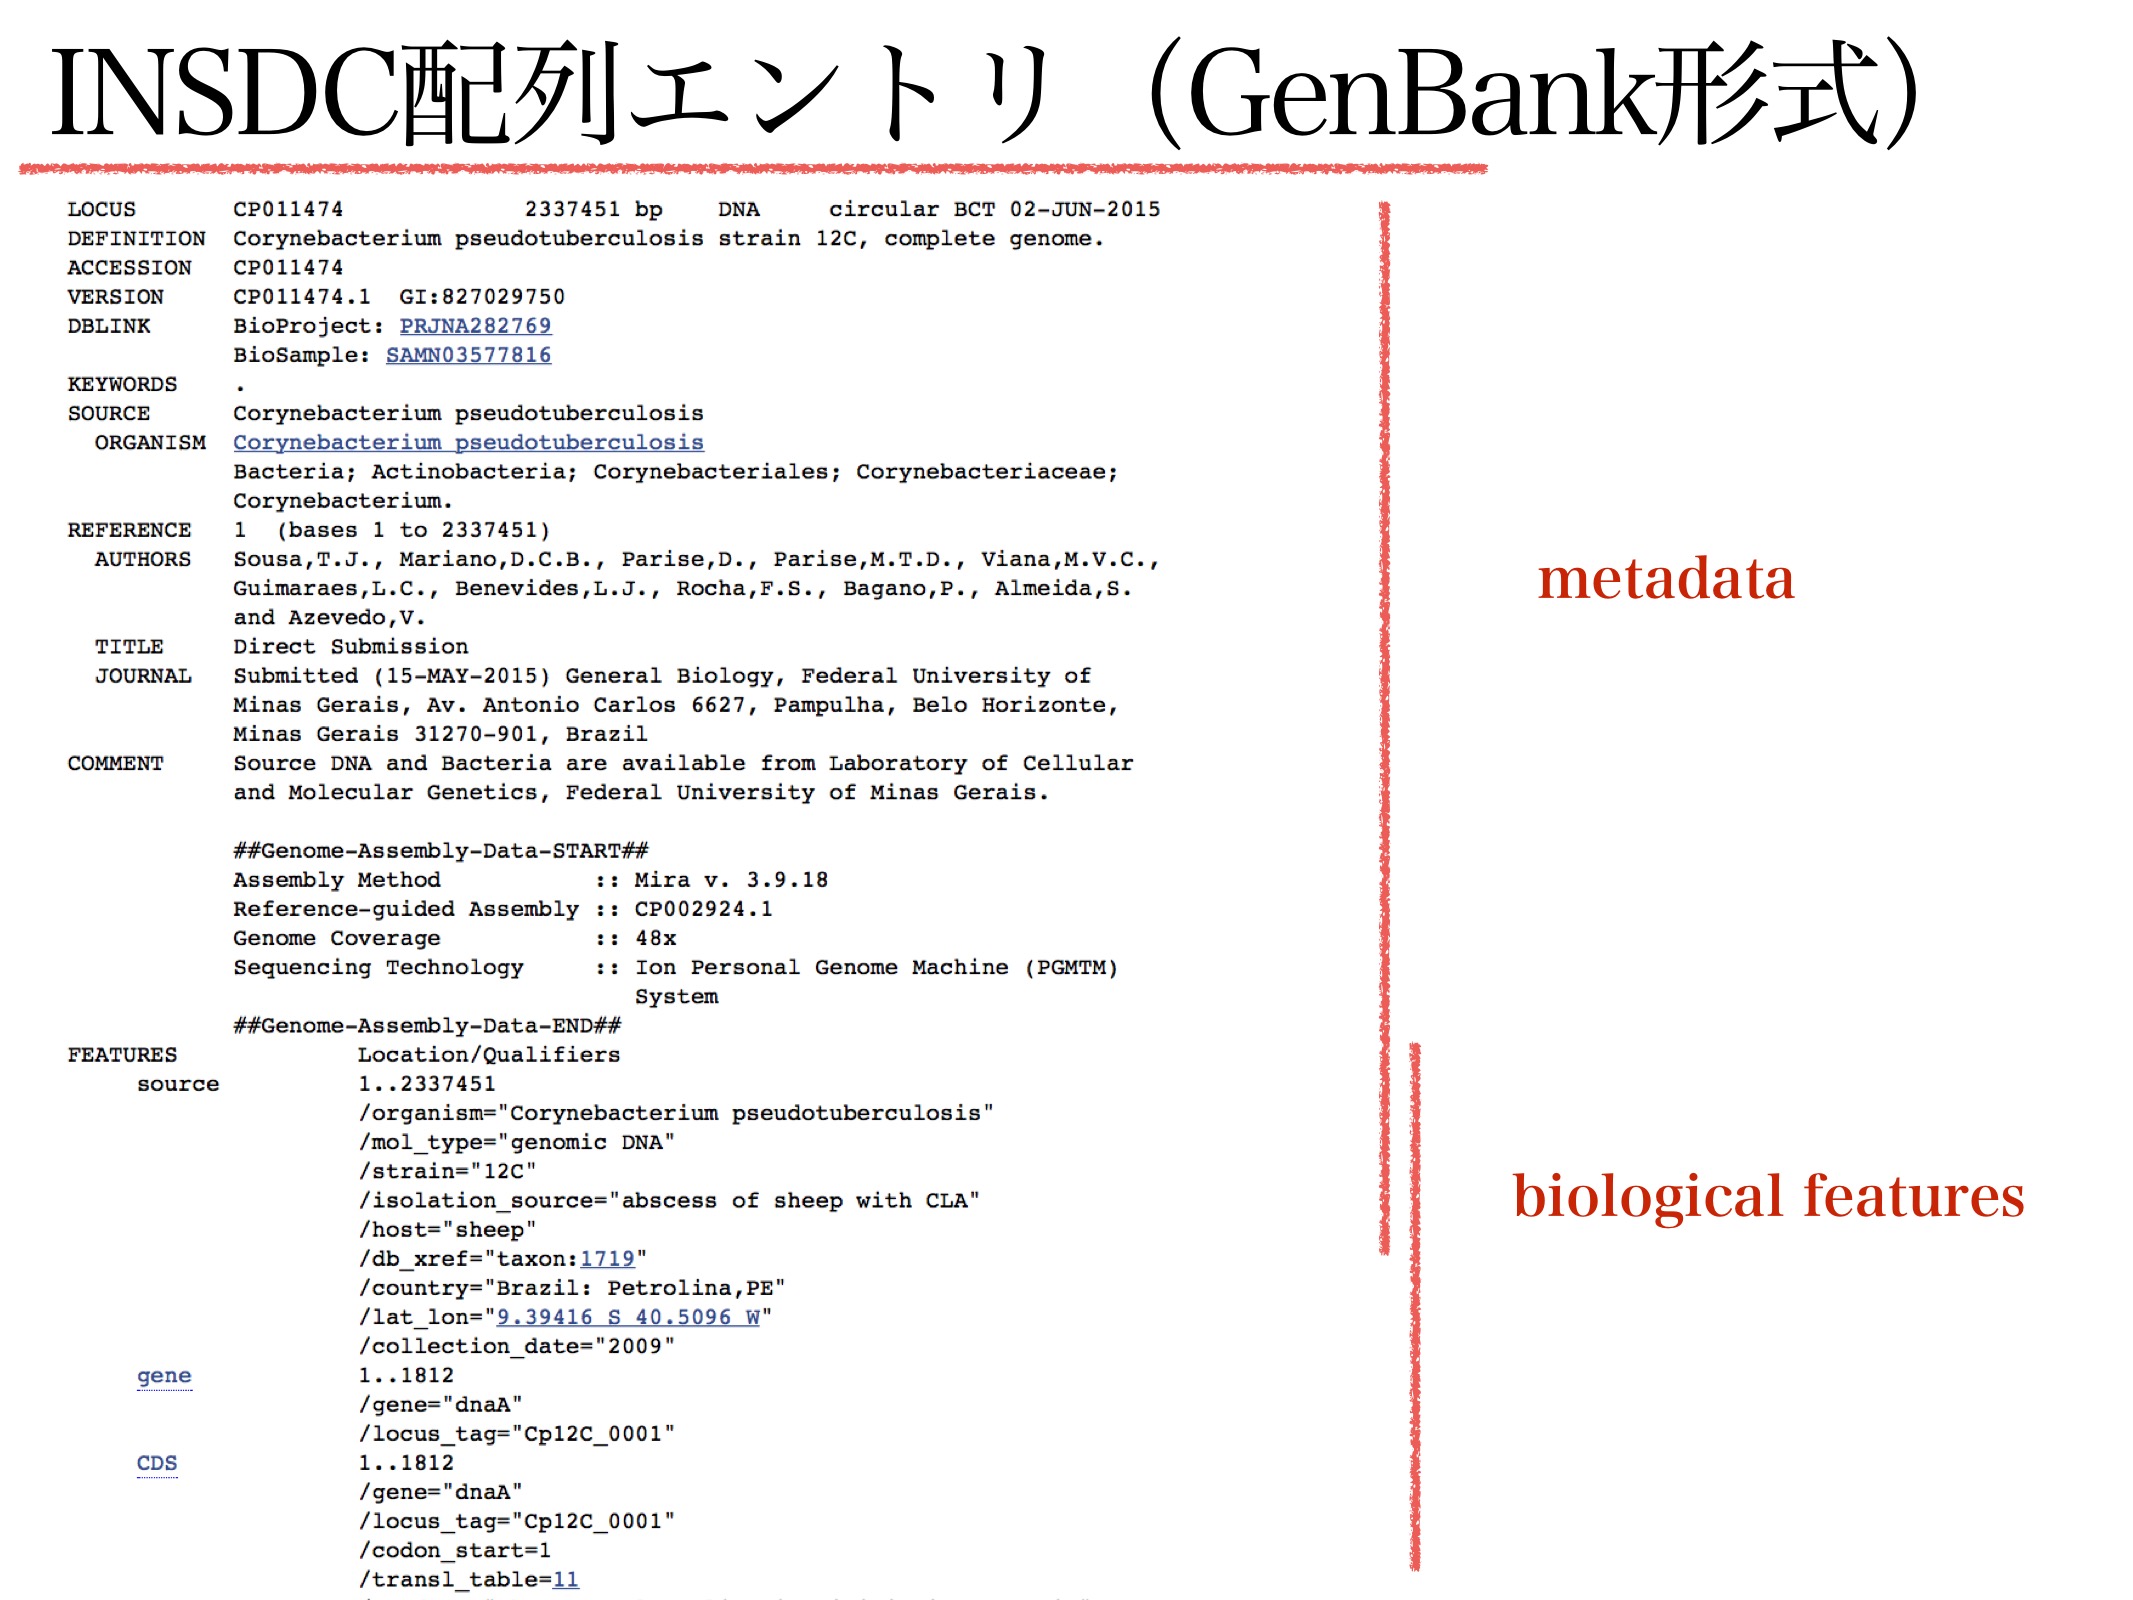 INSDC配列エントリ（GenBank形式）
LOCUS       CP011474             2337451 bp    DNA     circular BCT 02-JUN-2015
DEFINITION  Corynebacterium pseudotuberculosis strain 12C, complete genome.
ACCESSION   CP011474
VERSION     CP011474.1  GI:827029750
DBLINK      BioProject: PRJNA282769
            BioSample: SAMN03577816
KEYWORDS    .
SOURCE      Corynebacterium pseudotuberculosis
  ORGANISM  Corynebacterium pseudotuberculosis
            Bacteria; Actinobacteria; Corynebacteriales; Corynebacteriaceae;
            Corynebacterium.
REFERENCE   1  (bases 1 to 2337451)
  AUTHORS   Sousa,T.J., Mariano,D.C.B., Parise,D., Parise,M.T.D., Viana,M.V.C.,
            Guimaraes,L.C., Benevides,L.J., Rocha,F.S., Bagano,P., Almeida,S.
            and Azevedo,V.
  TITLE     Direct Submission
  JOURNAL   Submitted (15-MAY-2015) General Biology, Federal University of
            Minas Gerais, Av. Antonio Carlos 6627, Pampulha, Belo Horizonte,
            Minas Gerais 31270-901, Brazil
COMMENT     Source DNA and Bacteria are available from Laboratory of Cellular
            and Molecular Genetics, Federal University of Minas Gerais.
            ##Genome-Assembly-Data-START##
            Assembly Method           :: Mira v. 3.9.18
            Reference-guided Assembly :: CP002924.1
            Genome Coverage           :: 48x
            Sequencing Technology     :: Ion Personal Genome Machine (PGMTM)
                                         System
            ##Genome-Assembly-Data-END##
FEATURES             Location/Qualifiers
     source          1..2337451
                     /organism="Corynebacterium pseudotuberculosis"
                     /mol_type="genomic DNA"
                     /strain="12C"
                     /isolation_source="abscess of sheep with CLA"
                     /host="sheep"
                     /db_xref="taxon:1719"
                     /country="Brazil: Petrolina,PE"
                     /lat_lon="9.39416 S 40.5096 W"
                     /collection_date="2009"
     gene            1..1812
                     /gene="dnaA"
                     /locus_tag="Cp12C_0001"
     CDS             1..1812
                     /gene="dnaA"
                     /locus_tag="Cp12C_0001"
                     /codon_start=1
                     /transl_table=11
metadata
biological features